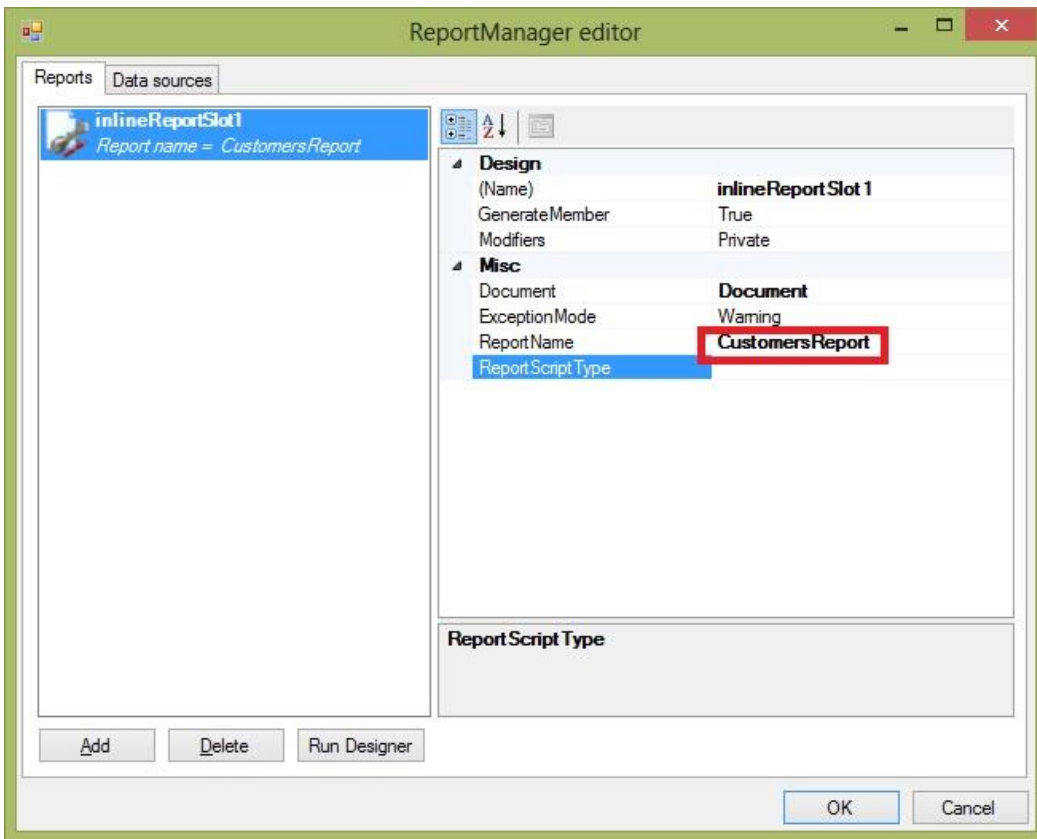 ReportManager editor
Reports Data sources
inlineReportSlot1
Report name = CustomersReport
Design
(Name) inlineReportSlot1
GenerateMember True
Modifiers Private
Misc
Document Document
ExceptionMode Warning
ReportName CustomersReport
ReportScriptType
ReportScriptType
Add Delete Run Designer
OK Cancel